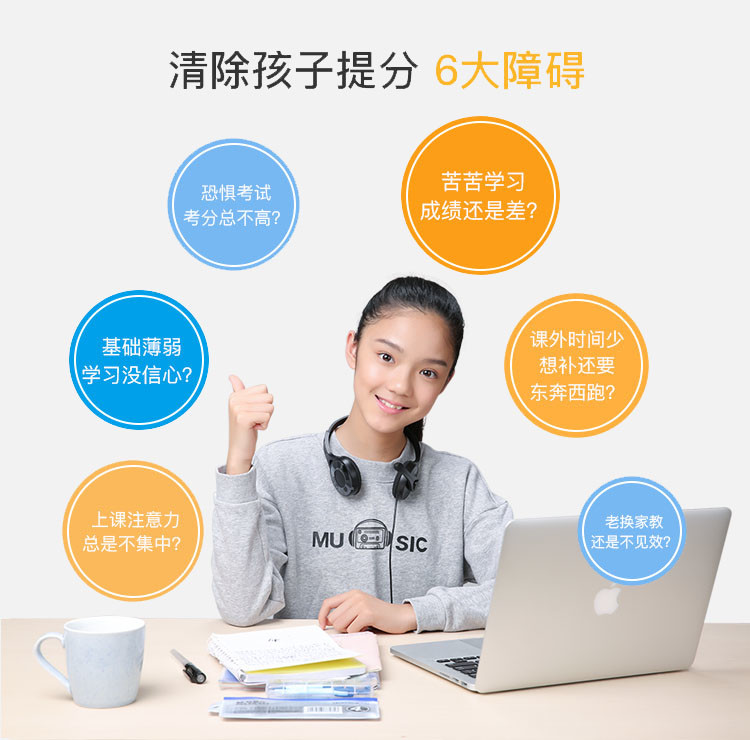 清除孩子提分 6大障碍
恐惧考试
考分总不高?
苦苦学习
成绩还是差?
基础薄弱
学习没信心?
课外时间少
想补还要
东奔西跑?
上课注意力
总是不集中?
老换家教
还是不见效?
MU SIC